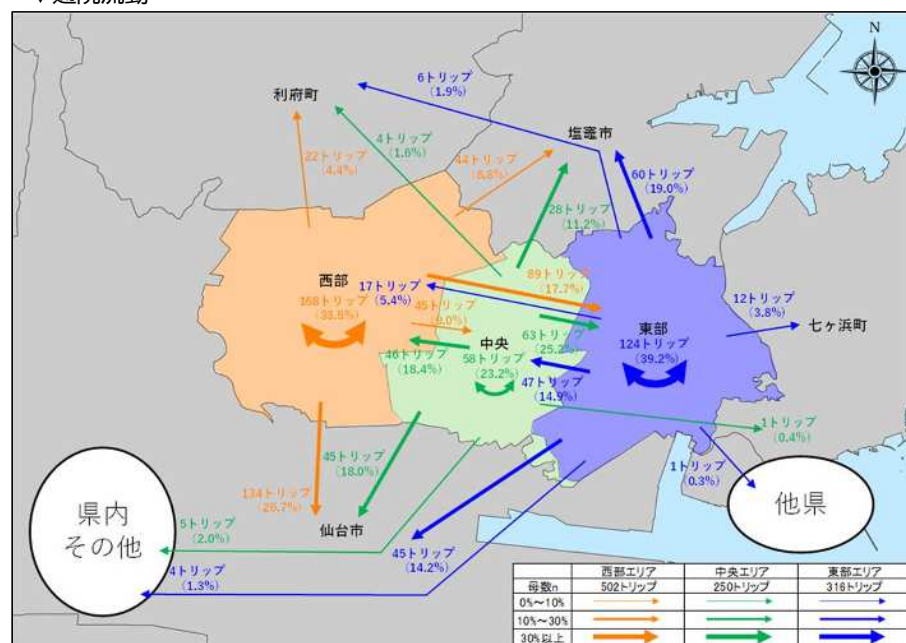 N
6トリップ
(1.9%)
利府町
塩竈市
4トリップ
(1.6%)
22トリップ
(4.4%)
44トリップ
(8.8%)
60トリップ
(19.0%)
28トリップ
(11.2%)
西部
17トリップ
(5.4%)
89トリップ
(17.7%)
168トリップ
(33.5%)
45トリップ
(9.0%)
12トリップ
(3.8%)
七ヶ浜町
東部
124トリップ
(39.2%)
中央
63トリップ
(25.2%)
46トリップ
(18.4%)
58トリップ
(23.2%)
47トリップ
(14.9%)
1トリップ
(0.4%)
45トリップ
(18.0%)
1トリップ
(0.3%)
134トリップ
(26.7%)
仙台市
県内
その他
他県
5トリップ
(2.0%)
45トリップ
(14.2%)
4トリップ
(1.3%)
西部エリア 中央エリア 東部エリア
母数n 502トリップ 250トリップ 316トリップ
0%~10%
10%~30%
30%以上